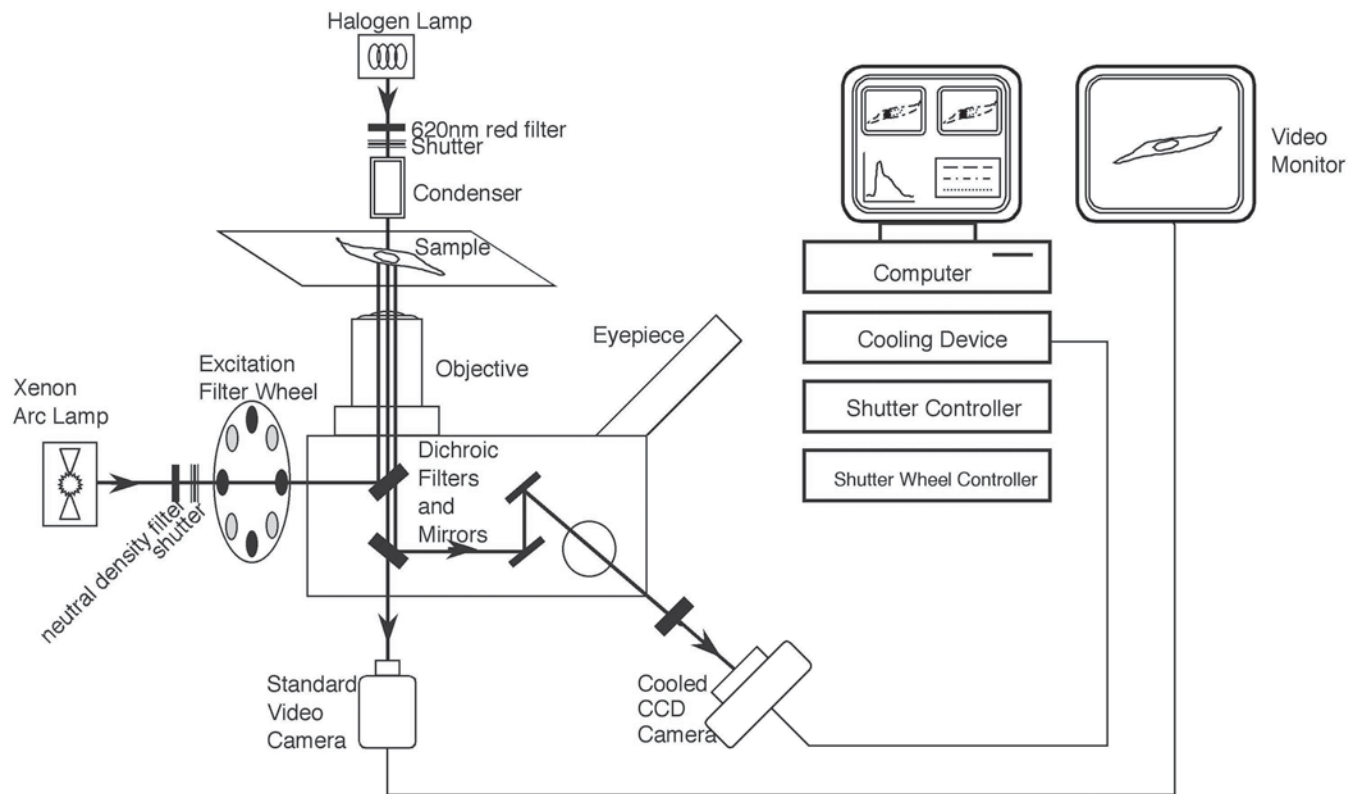 Halogen Lamp
620nm red filter
Shutter
Condenser
Sample
Video
Monitor
Computer
Cooling Device
Shutter Controller
Shutter Wheel Controller
Eyepiece
Objective
Excitation
Filter Wheel
Xenon
Arc Lamp
neutral density filter
shutter
Dichroic
Filters
and
Mirrors
Standard
Video
Camera
Cooled
CCD
Camera